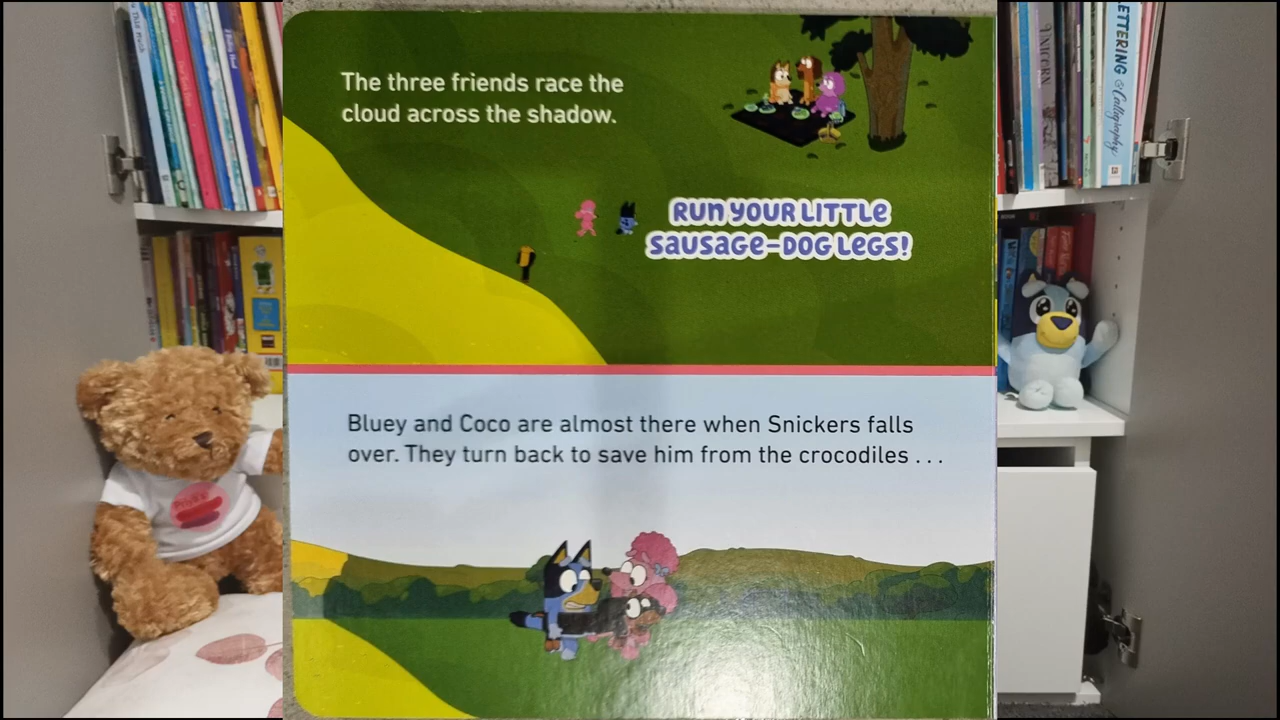 The three friends race the
cloud across the shadow.
RUN YOUR LITTLE
SAUSAGE-DOG LEGS!
Bluey and Coco are almost there when Snickers falls
over. They turn back to save him from the crocodiles . . .
UNICORN
LETTERING
& Calligraphy